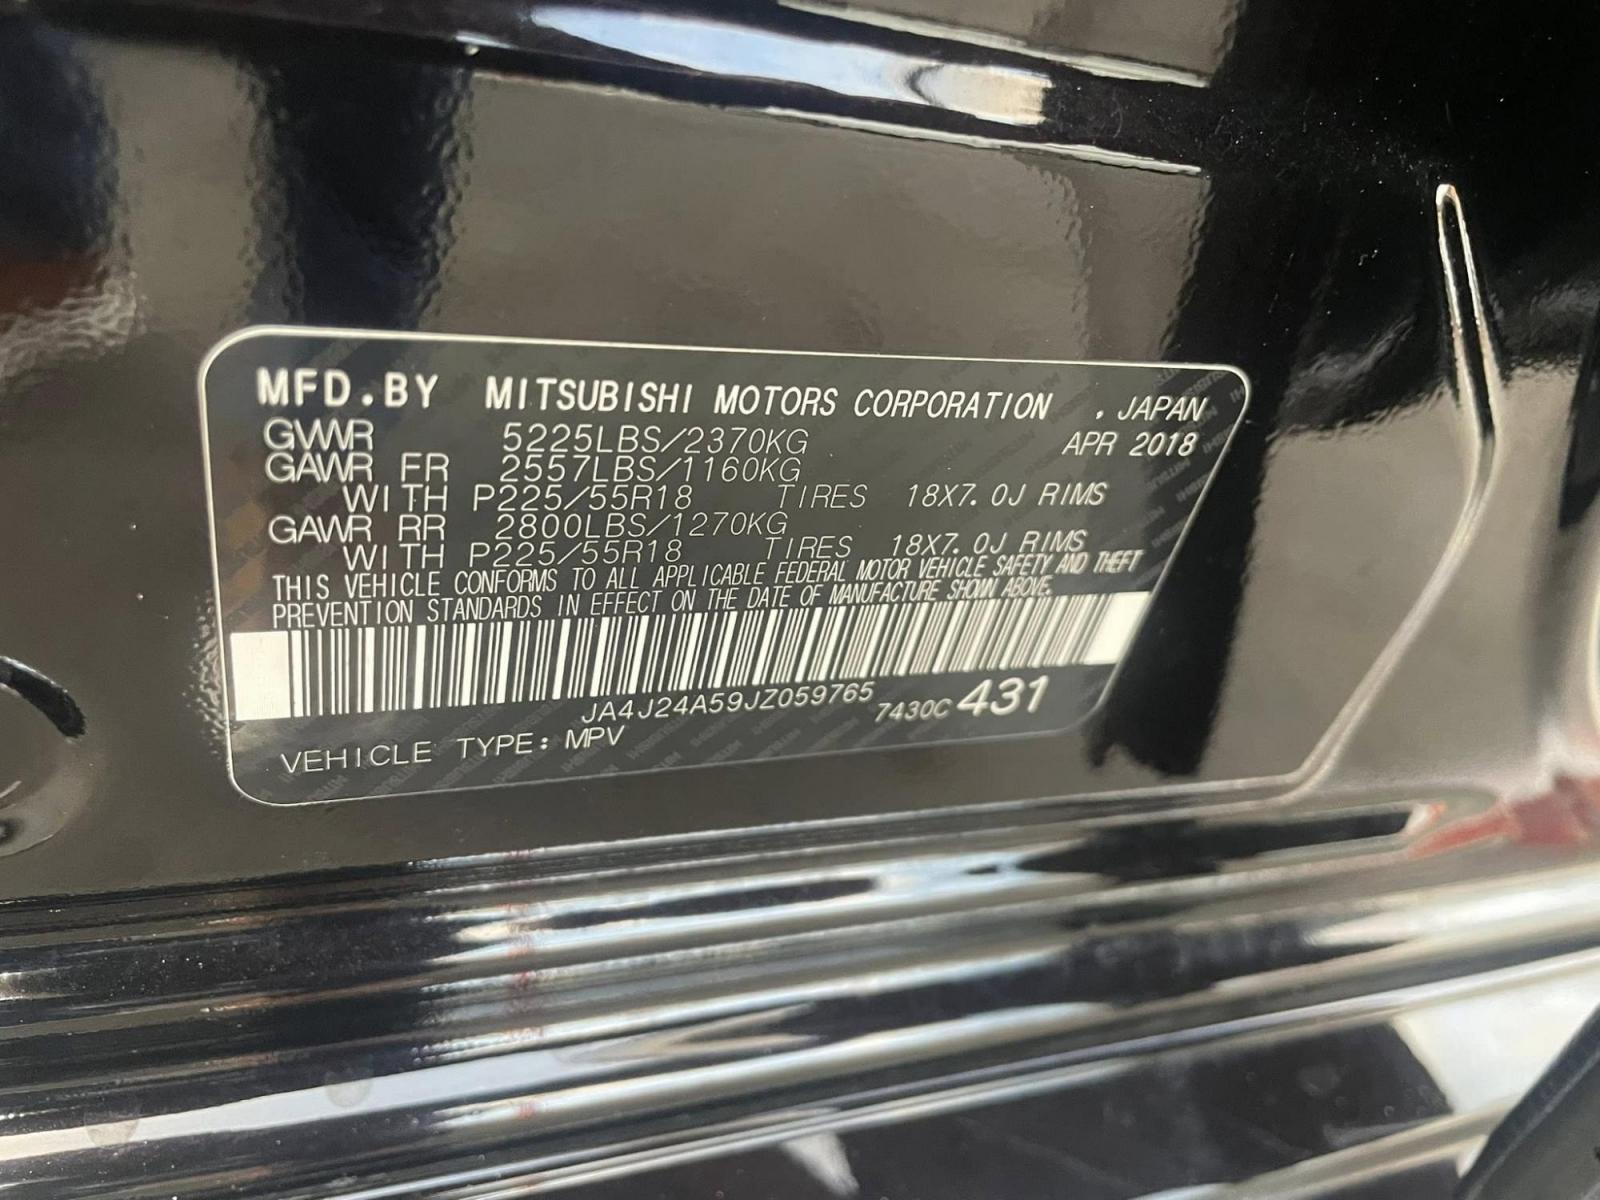 MFD.BY MITSUBISHI MOTORS CORPORATION , JAPAN
GVWR 5225LBS/2370KG APR 2018
GAWR FR 2557LBS/1160KG
WITH P225/55R18 TIRES 18X7.0J RIMS
GAWR RR 2800LBS/1270KG
WITH P225/55R18 TIRES 18X7.0J RIMS
THIS VEHICLE CONFORMS TO ALL APPLICABLE FEDERAL MOTOR VEHICLE SAFETY AND THEFT
PREVENTION STANDARDS IN EFFECT ON THE DATE OF MANUFACTURE SHOWN ABOVE.
JA4J24A59JZ059765
7430C 431
VEHICLE TYPE: MPV